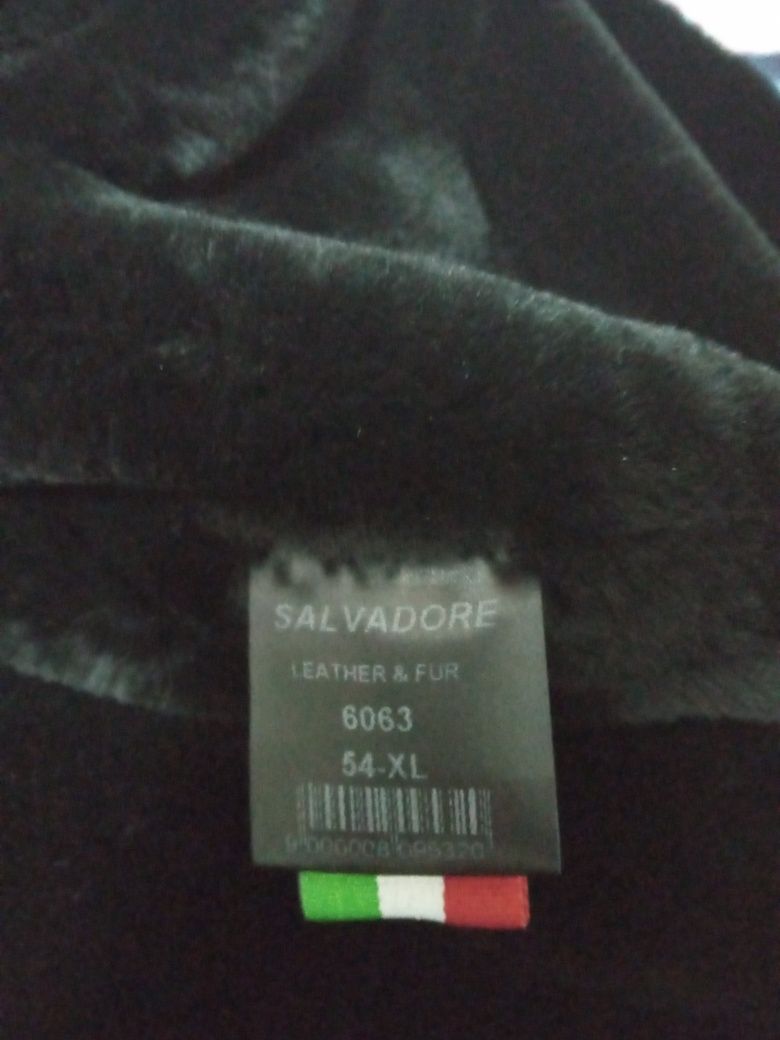 SALVADORE
LEATHER & FUR
6063
54-XL